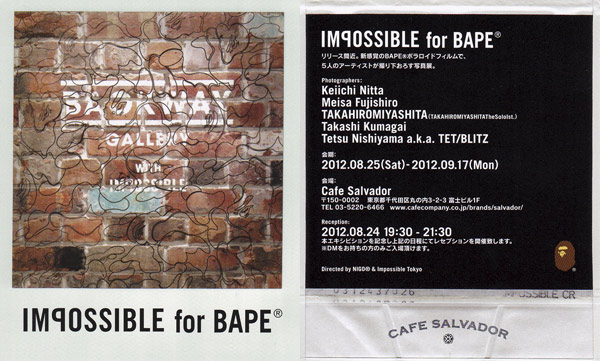 SLOPWAY
GALLERY
with
IMPOSSIBLE
IMPOSSIBLE for BAPE®
IMPOSSIBLE for BAPE®
リリース間近。新感覚のBAPE®ポラロイドフィルムで、
5人のアーティストが撮り下おろす写真展。
Photographers:
Keiichi Nitta
Meisa Fujishiro
TAKAHIROMIYASHITA(TAKAHIROMIYASHITATheSoloIst.)
Takashi Kumagai
Tetsu Nishiyama a.k.a. TET/BLITZ
会期:
2012.08.25(Sat)-2012.09.17(Mon)
会場:
Cafe Salvador
〒150-0002 東京都千代田区丸の内3-2-3 富士ビル1F
TEL 03-5220-6466 www.cafecompany.co.jp/brands/salvador/
Reception:
2012.08.24 19:30 - 21:30
本エキシビションを記念し上記の日程にてレセプションを開催致します。
※DMをお持ちの方のみご入場頂けます。
Directed by NIGO® & Impossible Tokyo
0312437026 IMPOSSIBLE CR
CAFE SALVADOR